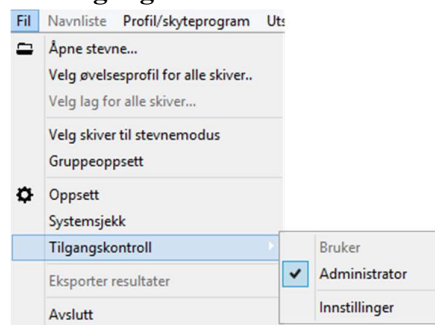 Fil Navnliste Profil/skyteprogram Uts
Åpne stevne...
Velg øvelsesprofil for alle skiver..
Velg lag for alle skiver...
Velg skiver til stevnemodus
Gruppeoppsett
Oppsett
Systemsjekk
Tilgangskontroll
Bruker
Administrator
Innstillinger
Eksporter resultater
Avslutt